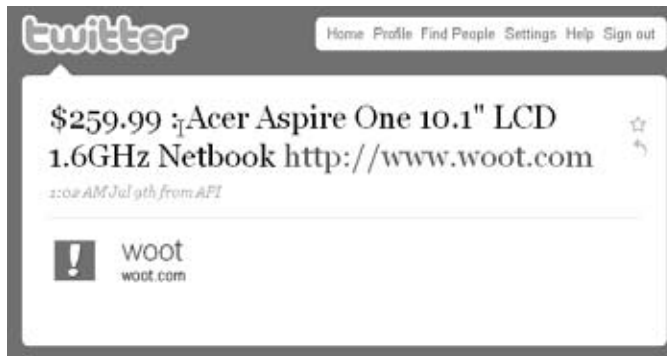 twitter
Home Profile Find People Settings Help Sign out
$259.99 : Acer Aspire One 10.1" LCD
1.6GHz Netbook http://www.woot.com
1:02 AM Jul 9th from API
woot
woot.com